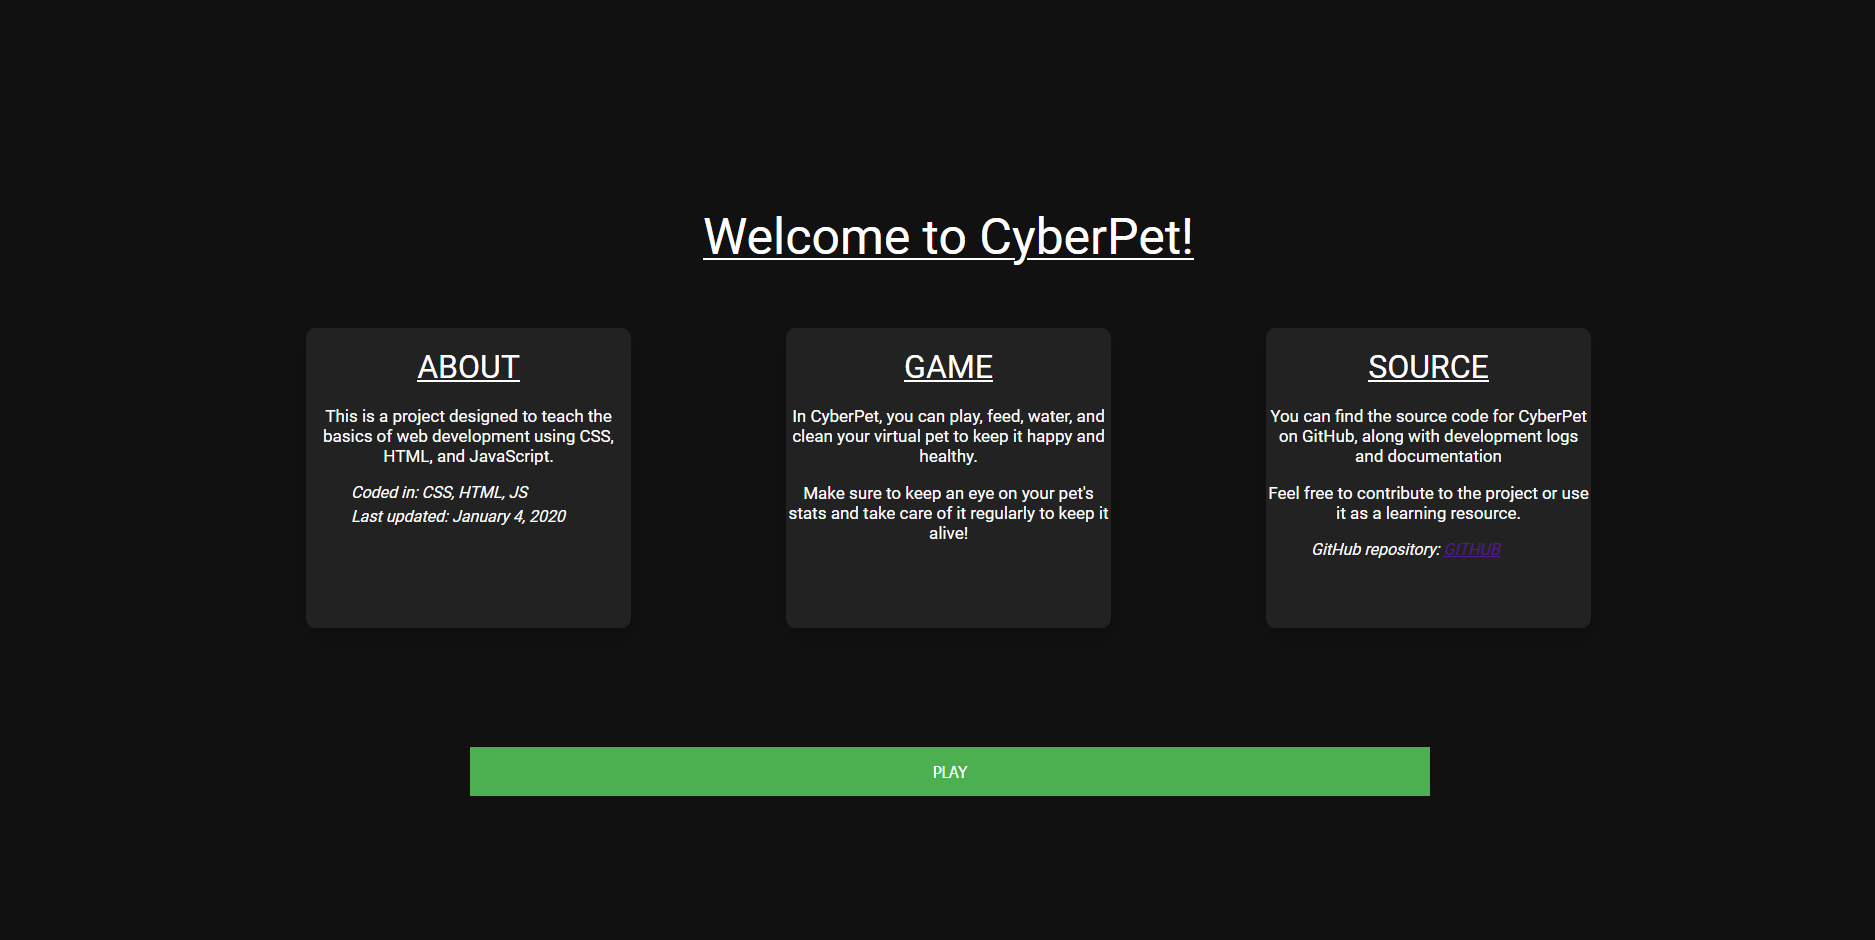 Welcome to CyberPet!
ABOUT
This is a project designed to teach the
basics of web development using CSS,
HTML, and JavaScript.
Coded in: CSS, HTML, JS
Last updated: January 4, 2020
GAME
In CyberPet, you can play, feed, water, and
clean your virtual pet to keep it happy and
healthy.
Make sure to keep an eye on your pet's
stats and take care of it regularly to keep it
alive!
SOURCE
You can find the source code for CyberPet
on GitHub, along with development logs
and documentation
Feel free to contribute to the project or use
it as a learning resource.
GitHub repository: GITHUB
PLAY